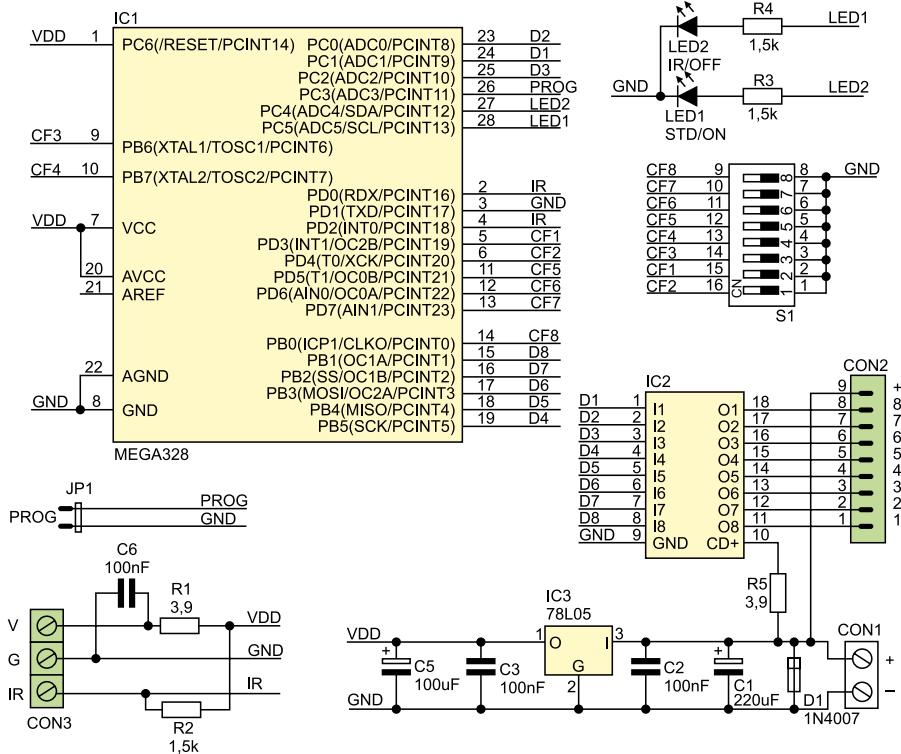 IC1
VDD 1 PC6(/RESET/PCINT14) PC0(ADC0/PCINT8) 23 D2
PC1(ADC1/PCINT9) 24 D1
PC2(ADC2/PCINT10) 25 D3
PC3(ADC3/PCINT11) 26 PROG
PC4(ADC4/SDA/PCINT12) 27 LED2
PC5(ADC5/SCL/PCINT13) 28 LED1
CF3 9 PB6(XTAL1/TOSC1/PCINT6)
CF4 10 PB7(XTAL2/TOSC2/PCINT7)
PD0(RDX/PCINT16) 2 IR
PD1(TXD/PCINT17) 3 GND
VDD 7 VCC PD2(INT0/PCINT18) 4 IR
PD3(INT1/OC2B/PCINT19) 5 CF1
PD4(T0/XCK/PCINT20) 6 CF2
20 AVCC PD5(T1/OC0B/PCINT21) 11 CF5
21 AREF PD6(AIN0/OC0A/PCINT22) 12 CF6
PD7(AIN1/PCINT23) 13 CF7
PB0(ICP1/CLKO/PCINT0) 14 CF8
PB1(OC1A/PCINT1) 15 D8
22 AGND PB2(SS/OC1B/PCINT2) 16 D7
PB3(MOSI/OC2A/PCINT3 17 D6
GND 8 GND PB4(MISO/PCINT4) 18 D5
PB5(SCK/PCINT5) 19 D4
MEGA328
R4 LED1
LED2 1,5k
IR/OFF
GND R3 LED2
LED1 1,5k
STD/ON
CF8 9 8 8 GND
CF7 10 7 7
CF6 11 6 6
CF5 12 5 5
CF4 13 4 4
CF3 14 3 3
CF1 15 2 2
CF2 16 CN 1 1
S1
IC2 CON2
9 +
D1 1 I1 O1 18 8 8
D2 2 I2 O2 17 7 7
D3 3 I3 O3 16 6 6
D4 4 I4 O4 15 5 5
D5 5 I5 O5 14 4 4
D6 6 I6 O6 13 3 3
D7 7 I7 O7 12 2 2
D8 8 I8 O8 11 1 1
GND 9 GND CD+ 10
JP1
PROG PROG
GND
C6
100nF
R1
3,9
V VDD
G GND
IR IR
CON3 R2
1,5k
R5
3,9
IC3
78L05
VDD 1 O I 3 CON1
G
2
+ C5
100uF
C3
100nF
C2
100nF
+ C1
220uF
+
–
GND D1
1N4007